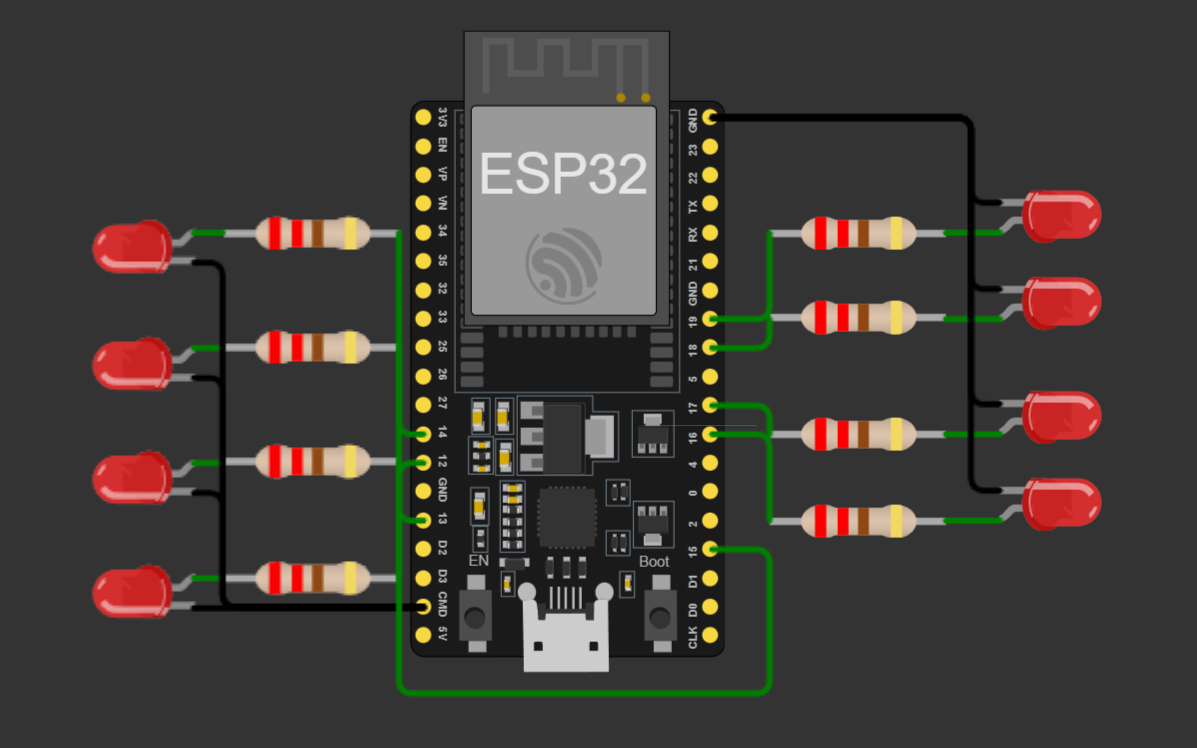 ESP32
3V3
EN
VP
VN
34
35
32
33
25
26
27
14
12
GND
13
D2
D3
CMD
5V
GND
23
22
TX
RX
21
GND
19
18
5
17
16
4
0
2
15
D1
D0
CLK
EN
Boot